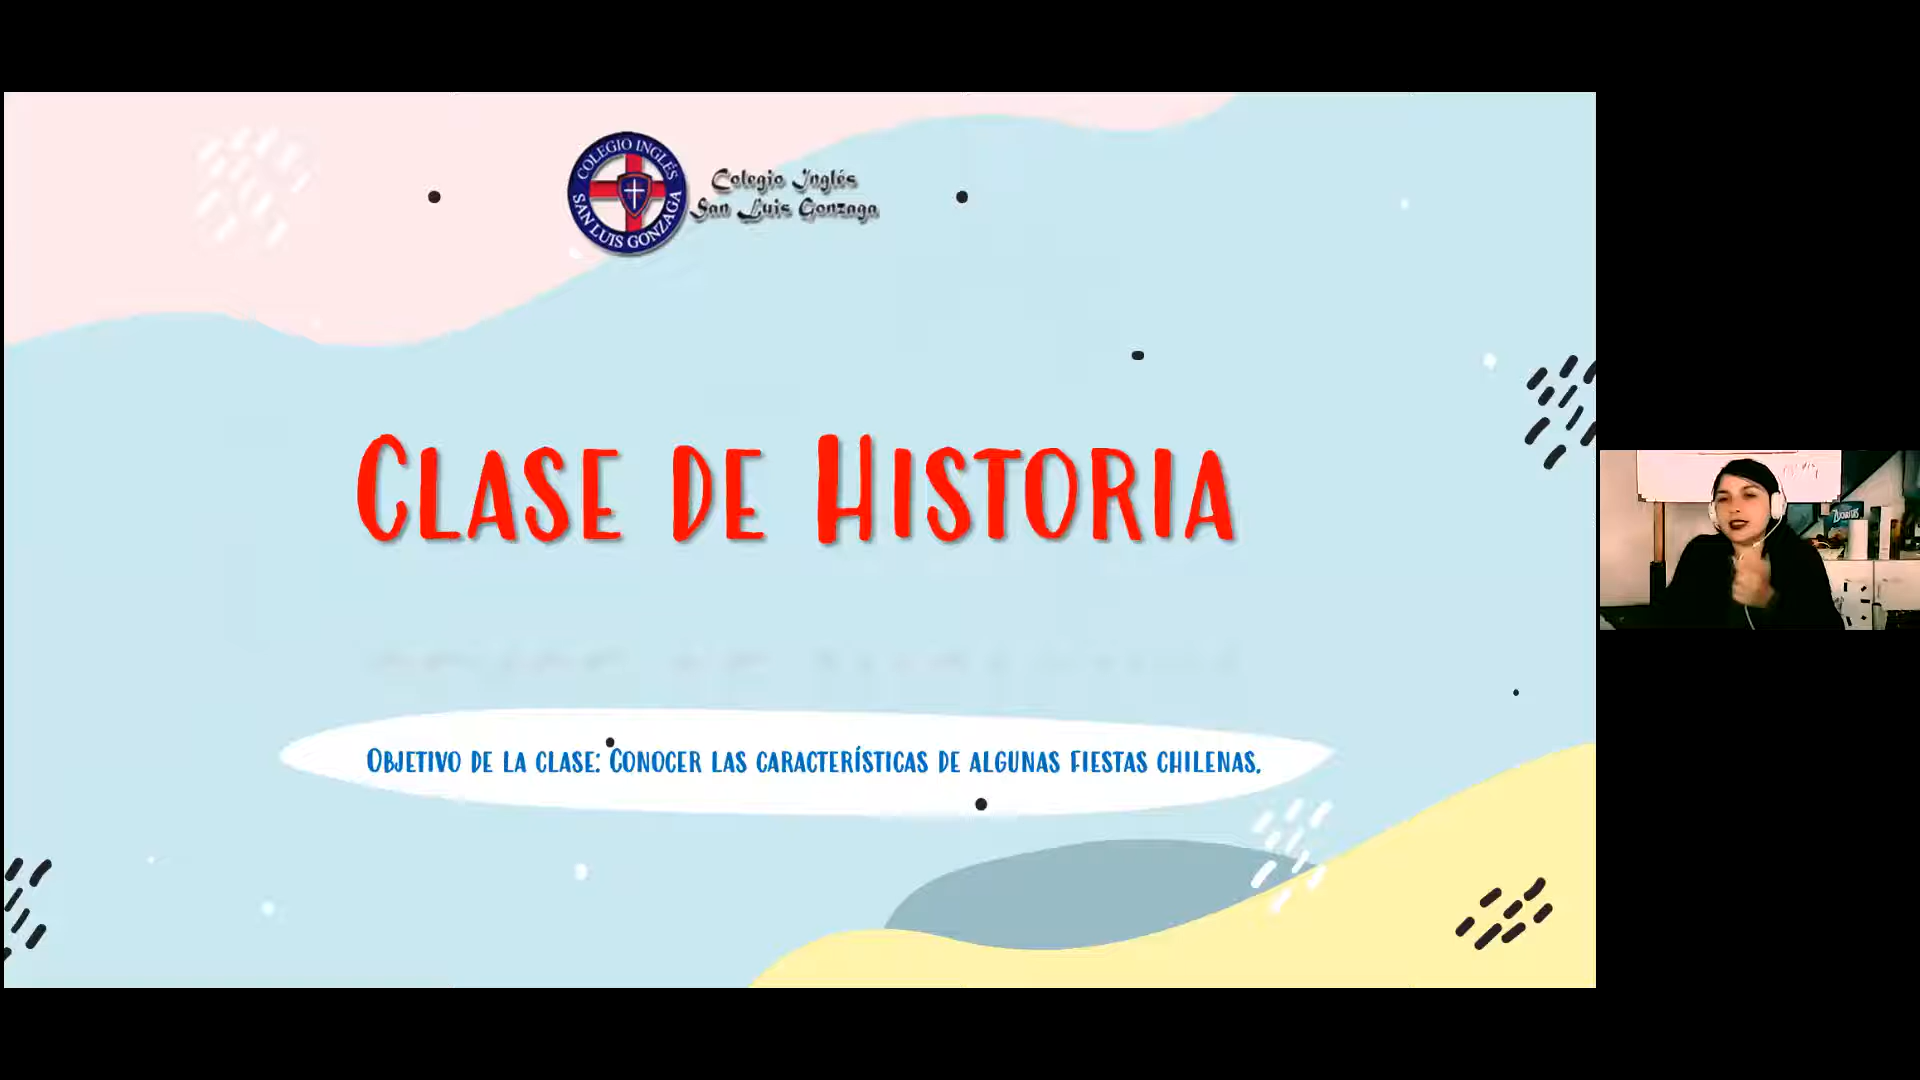 COLEGIO INGLÉS
SAN LUIS GONZAGA
Colegio Inglés
San Luis Gonzaga
CLASE DE HISTORIA
OBJETIVO DE LA CLASE: CONOCER LAS CARACTERÍSTICAS DE ALGUNAS FIESTAS CHILENAS.